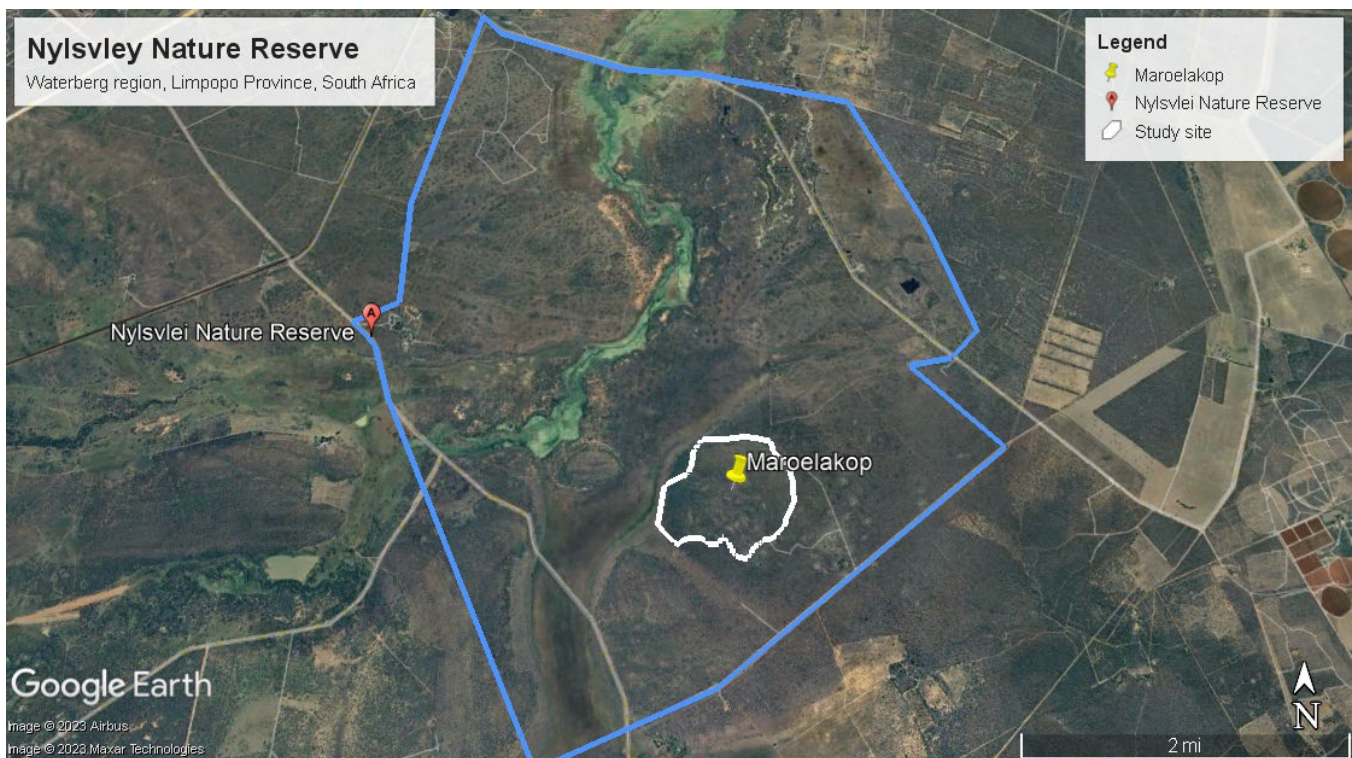 Nylsvley Nature Reserve
Waterberg region, Limpopo Province, South Africa
Legend
Maroelakop
A Nylsvlei Nature Reserve
Study site
A
Nylsvlei Nature Reserve
Maroelakop
Google Earth
Image © 2023 Airbus
Image © 2023 Maxar Technologies
N
2 mi